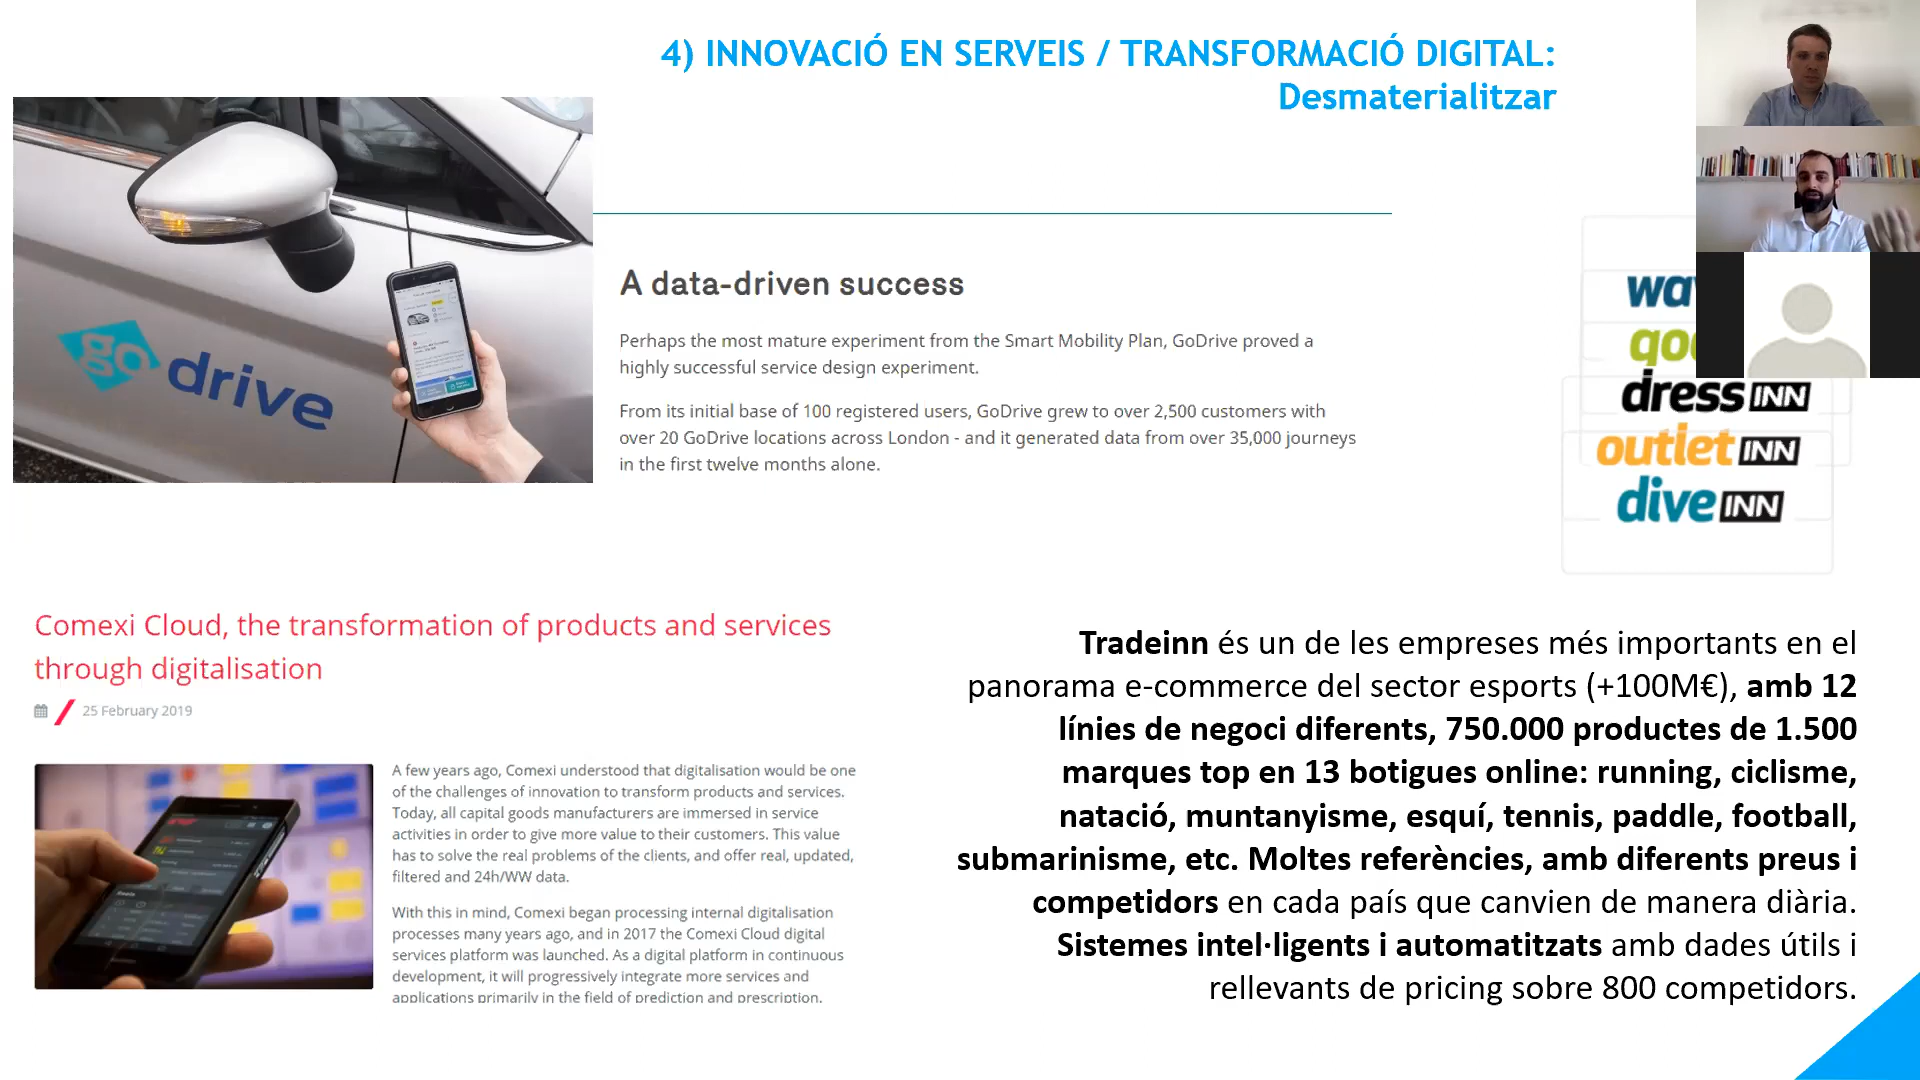 4) INNOVACIÓ EN SERVEIS / TRANSFORMACIÓ DIGITAL:
Desmaterialitzar
go drive
A data-driven success
Perhaps the most mature experiment from the Smart Mobility Plan, GoDrive proved a
highly successful service design experiment.
From its initial base of 100 registered users, GoDrive grew to over 2,500 customers with
over 20 GoDrive locations across London - and it generated data from over 35,000 journeys
in the first twelve months alone.
dress INN
outlet INN
dive INN
Comexi Cloud, the transformation of products and services
through digitalisation
25 February 2019
A few years ago, Comexi understood that digitalisation would be one
of the challenges of innovation to transform products and services.
Today, all capital goods manufacturers are immersed in service
activities in order to give more value to their customers. This value
has to solve the real problems of the clients, and offer real, updated,
filtered and 24h/WW data.
With this in mind, Comexi began processing internal digitalisation
processes many years ago, and in 2017 the Comexi Cloud digital
services platform was launched. As a digital platform in continuous
development, it will progressively integrate more services and
applications primarily in the field of prediction and prescription.
Tradeinn és un de les empreses més importants en el
panorama e-commerce del sector esports (+100M€), amb 12
línies de negoci diferents, 750.000 productes de 1.500
marques top en 13 botigues online: running, ciclisme,
natació, muntanyisme, esquí, tennis, paddle, football,
submarinisme, etc. Moltes referències, amb diferents preus i
competidors en cada país que canvien de manera diària.
Sistemes intel·ligents i automatitzats amb dades útils i
rellevants de pricing sobre 800 competidors.